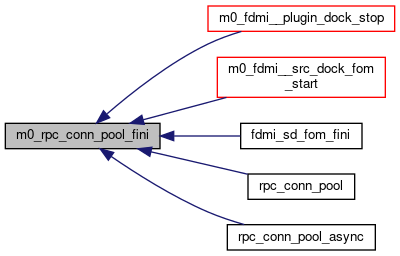 m0_fdmi__plugin_dock_stop
m0_fdmi__src_dock_fom
_start
m0_rpc_conn_pool_fini
fdmi_sd_fom_fini
rpc_conn_pool
rpc_conn_pool_async